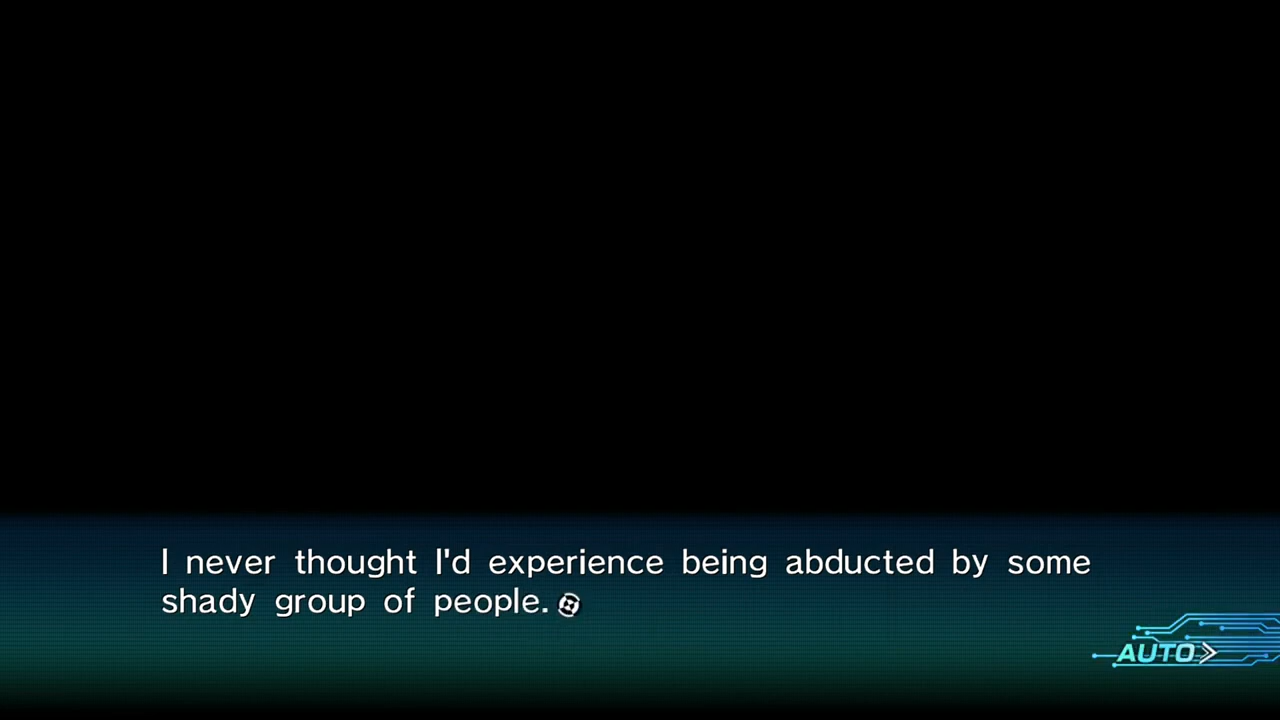 I never thought I'd experience being abducted by some
shady group of people.
AUTO